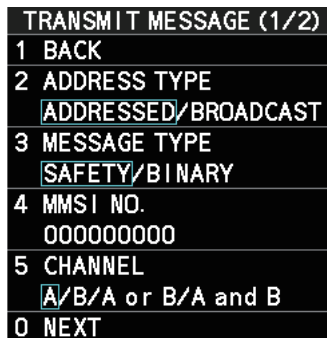 TRANSMIT MESSAGE (1/2)
1 BACK
2 ADDRESS TYPE
ADDRESSED/BROADCAST
3 MESSAGE TYPE
SAFETY/BINARY
4 MMSI NO.
000000000
5 CHANNEL
A/B/A or B/A and B
0 NEXT